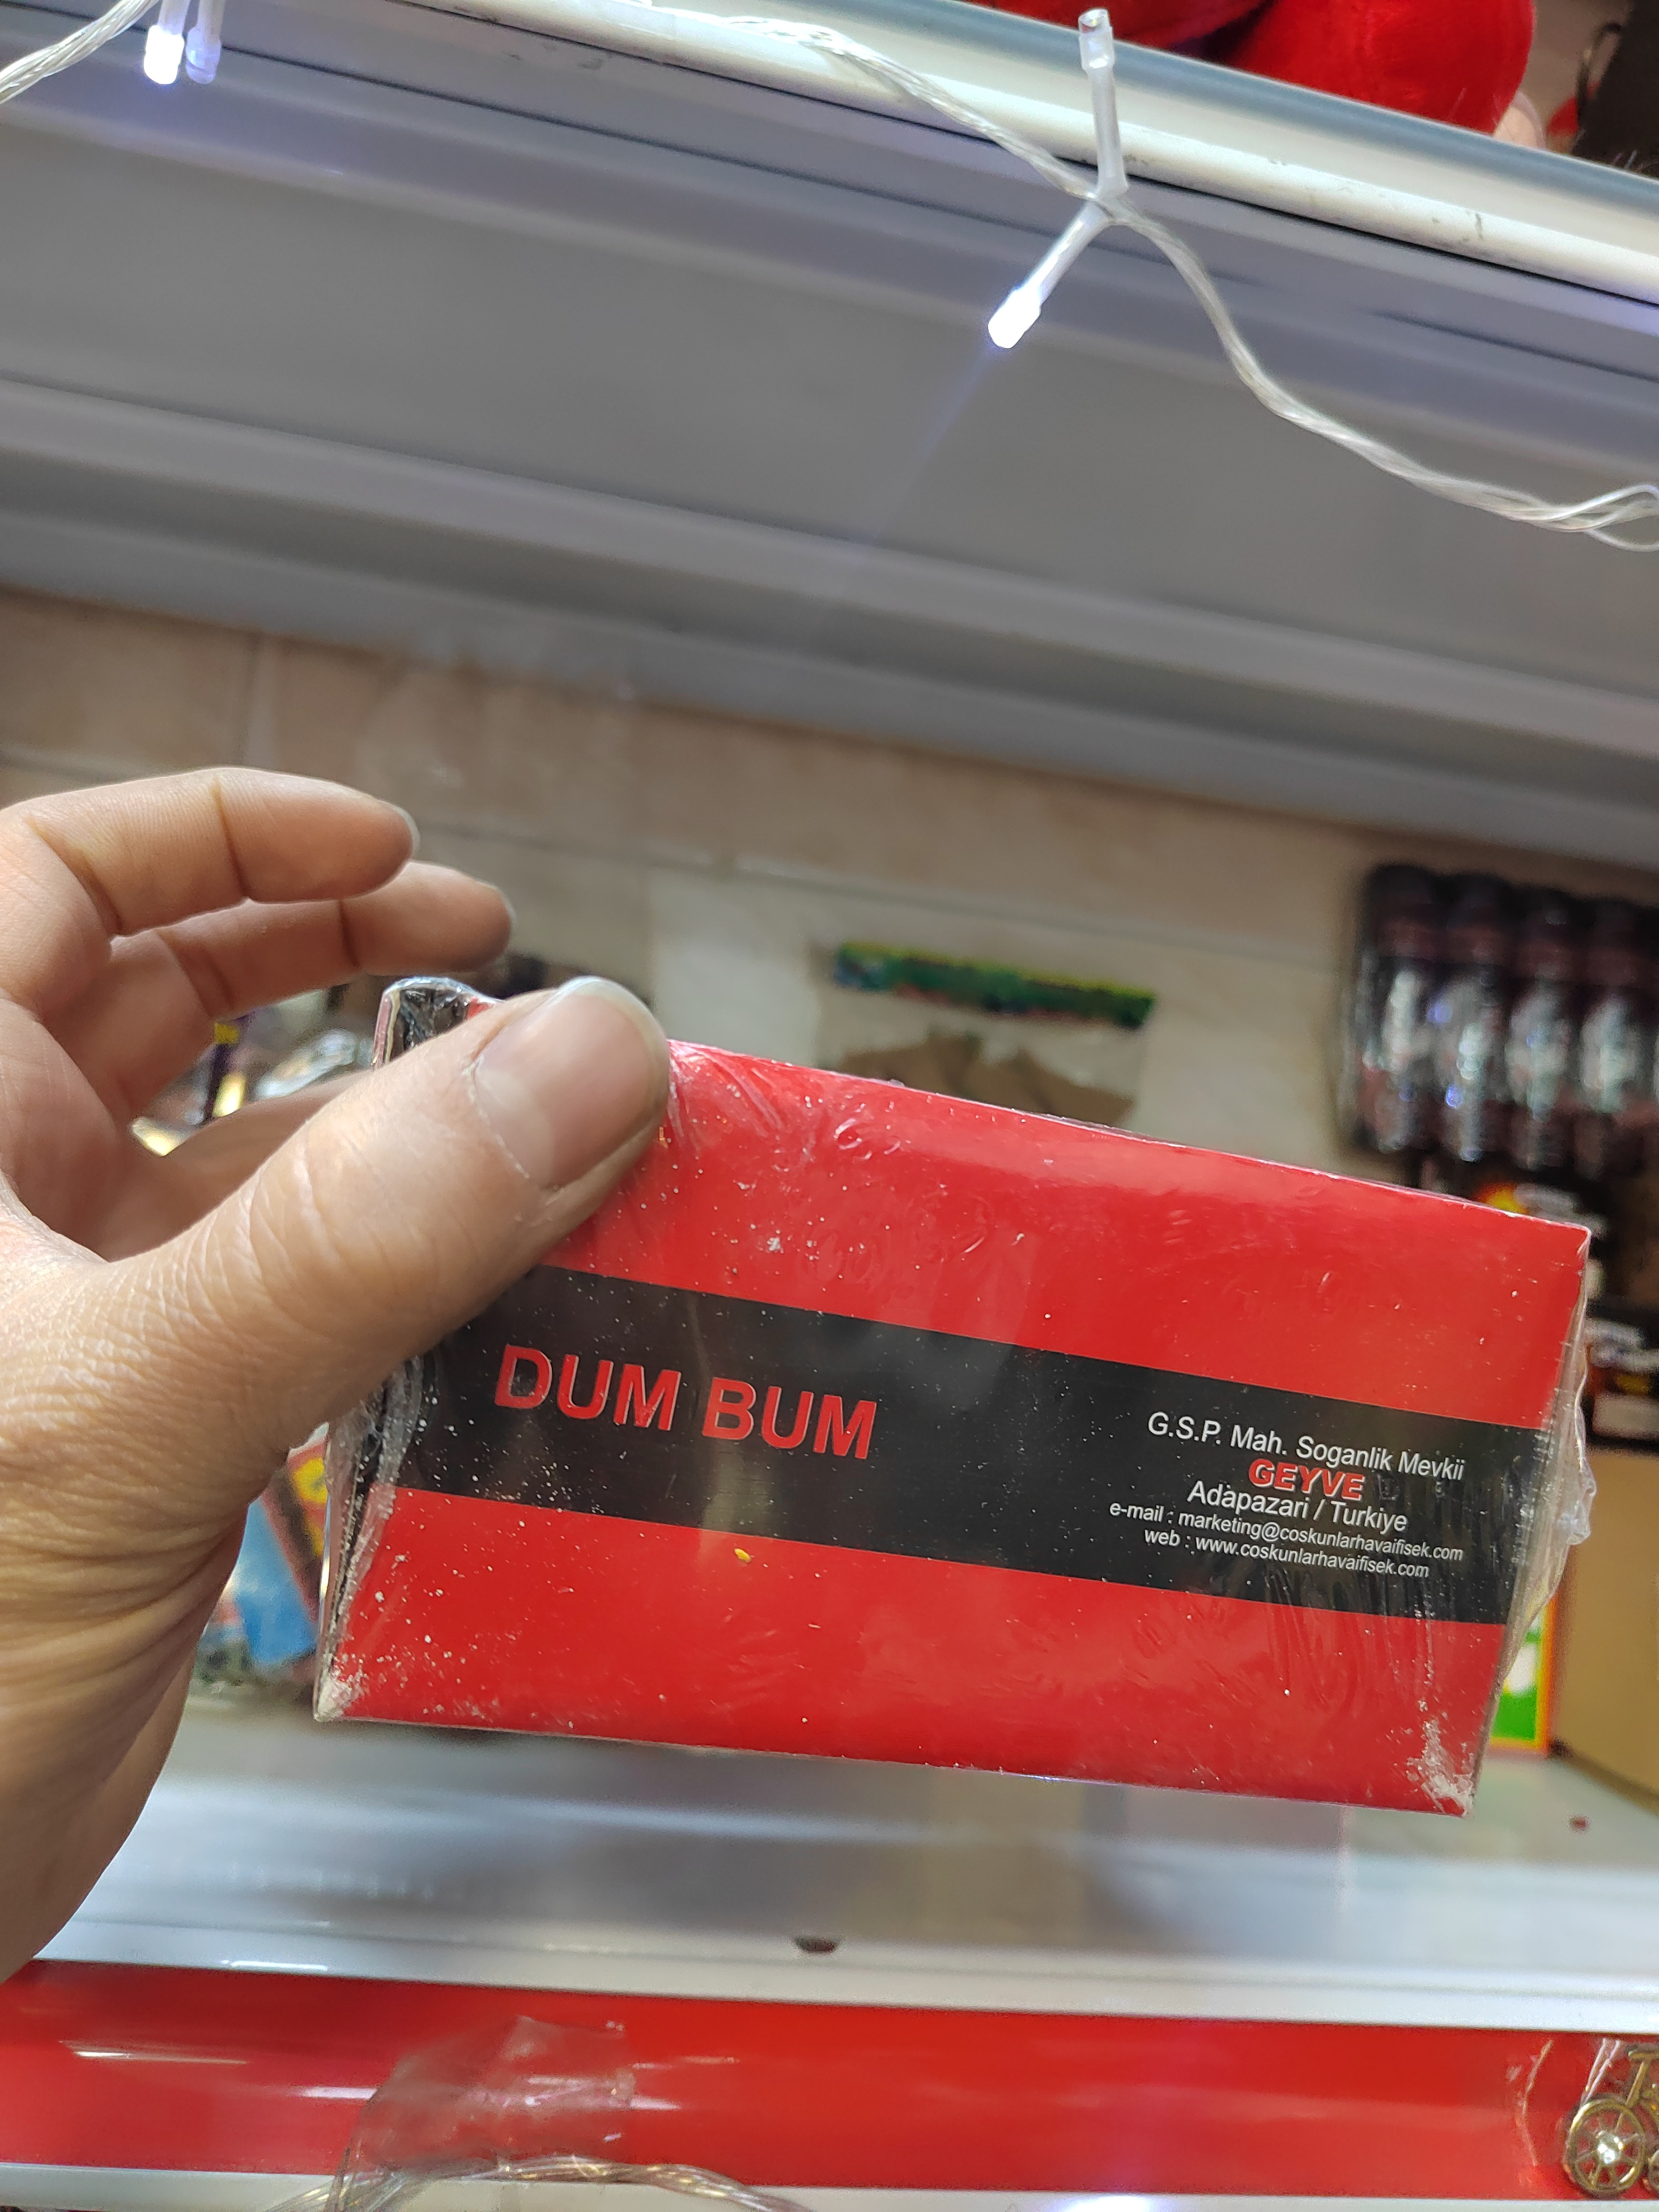 DUM BUM
G.S.P. Mah. Soganlik Mevkii
GEYVE
Adapazari / Turkiye
e-mail : marketing@coskunlarhavaifisek.com
web : www.coskunlarhavaifisek.com